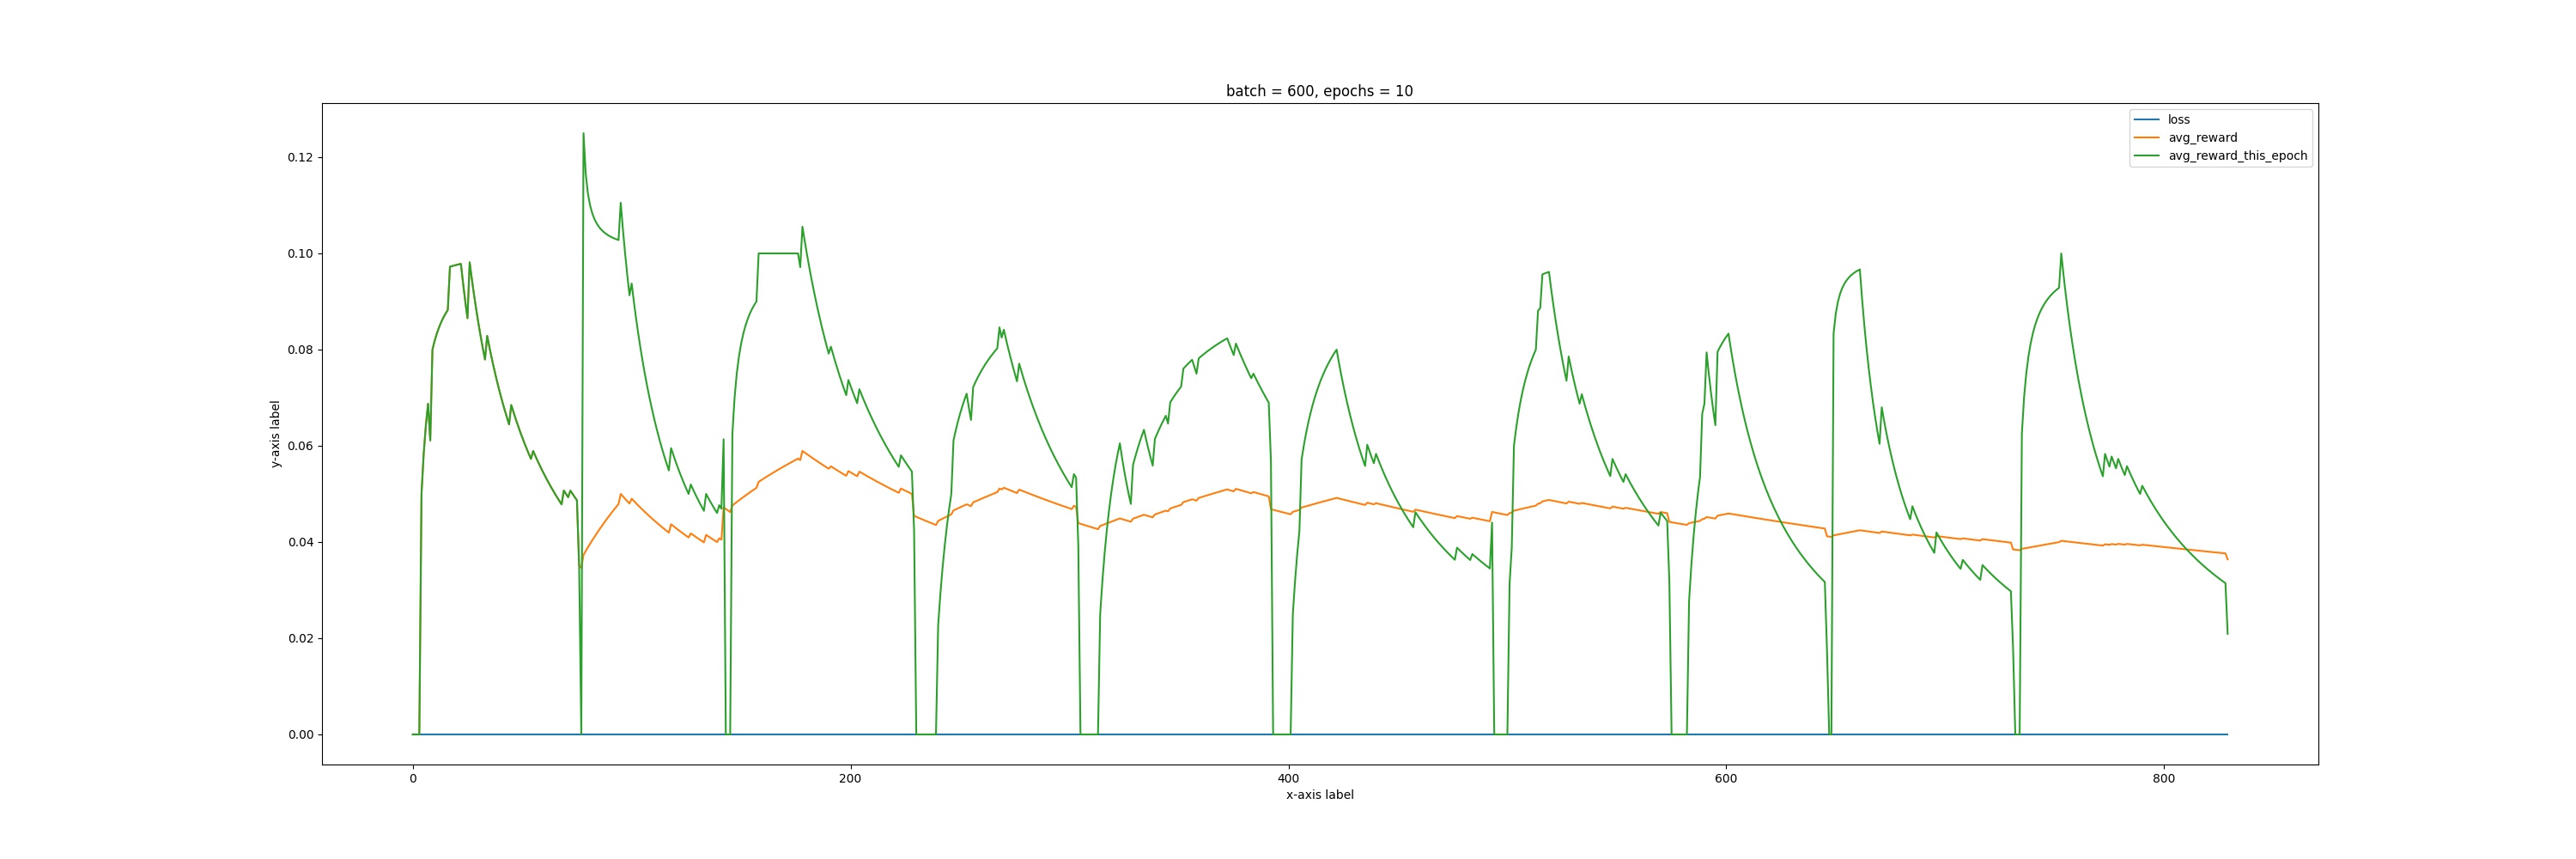 batch = 600, epochs = 10
loss
avg_reward
avg_reward_this_epoch
0.12
0.10
0.08
0.06
0.04
0.02
0.00
y-axis label
0
200
400
600
800
x-axis label